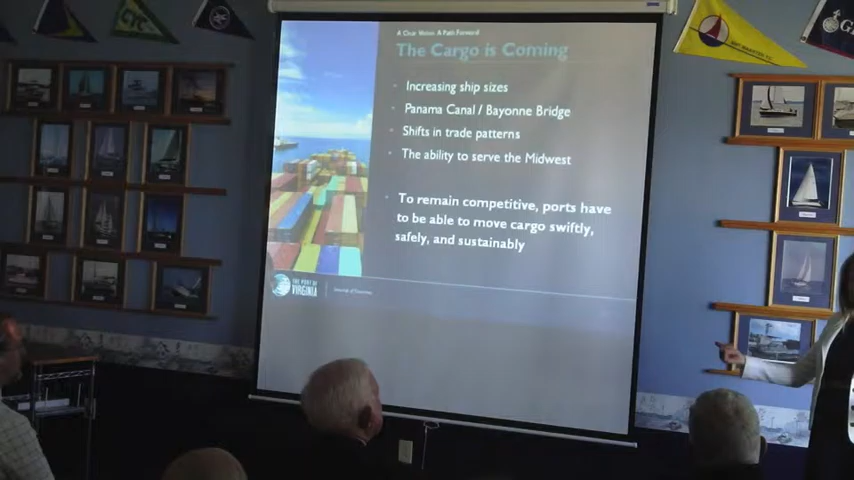 A Clear Vision: A Path Forward
The Cargo is Coming
Increasing ship sizes
Panama Canal / Bayonne Bridge
Shifts in trade patterns
The ability to serve the Midwest
To remain competitive, ports have
to be able to move cargo swiftly,
safely, and sustainably
THE PORT OF
VIRGINIA
CYC